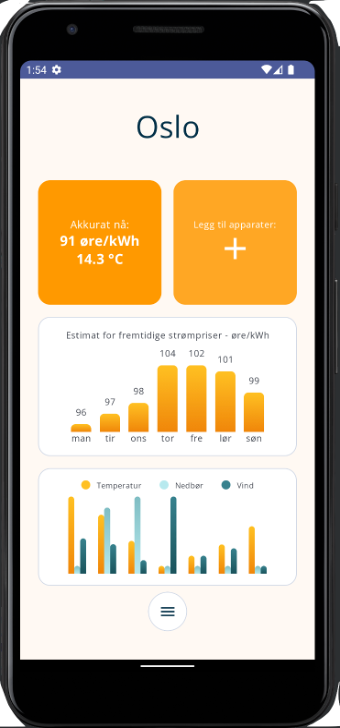 1:54
Oslo
Akkurat nå:
91 øre/kWh
14.3 °C
Legg til apparater:
+
Estimat for fremtidige strømpriser - øre/kWh
96 97 98 104 102 101 99
man tir ons tor fre lør søn
Temperatur Nedbør Vind